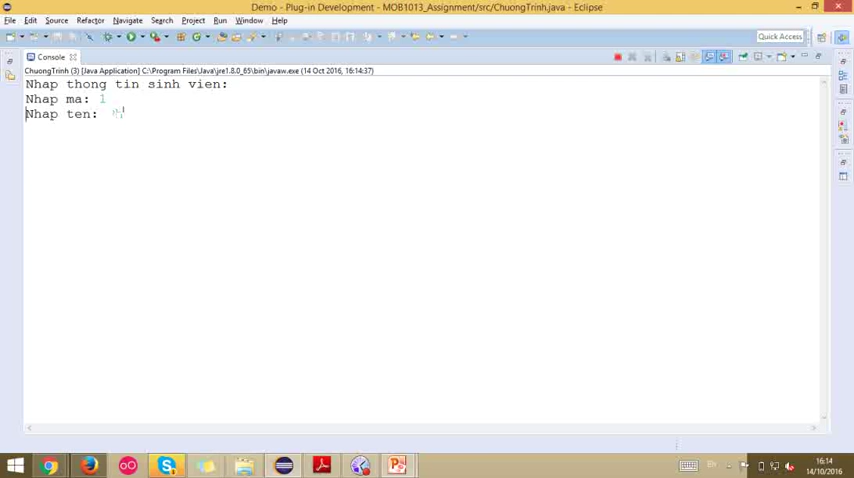 Demo - Plug-in Development - MOB1013_Assignment/src/ChuongTrinh.java - Eclipse
File Edit Source Refactor Navigate Search Project Run Window Help
Quick Access
Console
ChuongTrinh (3) [Java Application] C:\Program Files\Java\jre1.8.0_65\bin\javaw.exe (14 Oct 2016, 16:14:37)
Nhap thong tin sinh vien:
Nhap ma: 1
Nhap ten:
16:14
14/10/2016